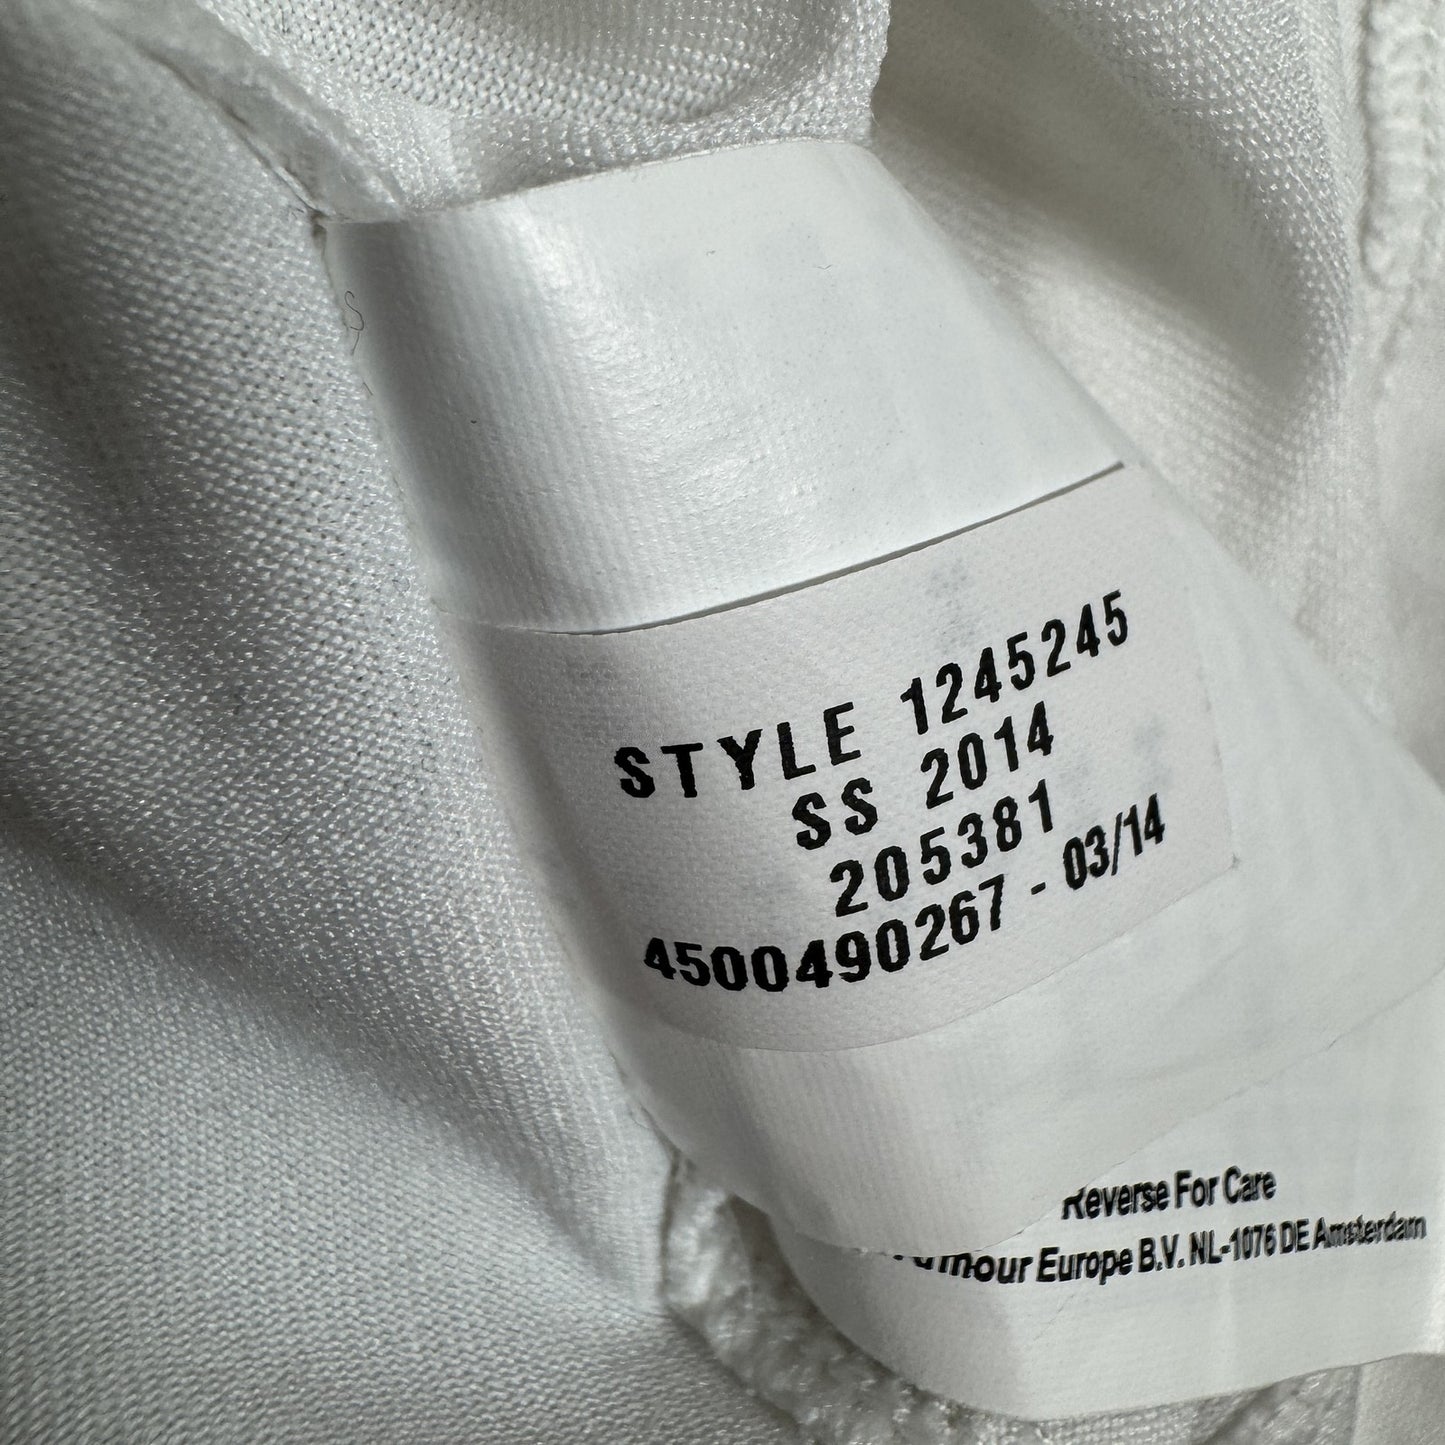 STYLE 1245245
SS 2014
205381
4500490267 - 03/14
Reverse For Care
Europe B.V. NL-1076 DE Amsterdam